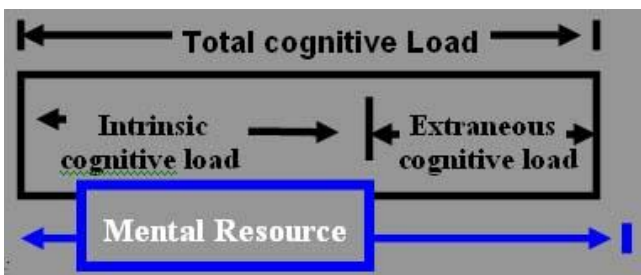 Total cognitive Load
Intrinsic
cognitive load
Extraneous
cognitive load
Mental Resource